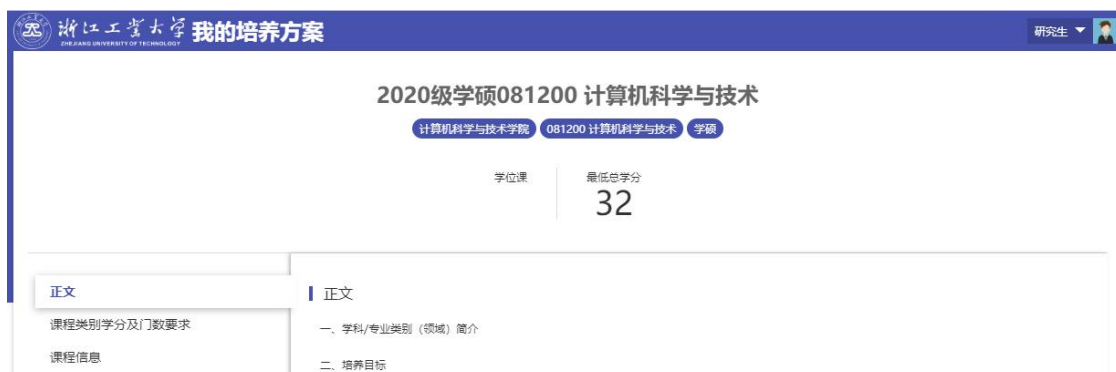 浙江工业大学 我的培养方案 研究生
ZHEJIANG UNIVERSITY OF TECHNOLOGY
2020级学硕081200 计算机科学与技术
计算机科学与技术学院 081200 计算机科学与技术 学硕
学位课 最低总学分
32
正文
课程类别学分及门数要求
课程信息
正文
一、学科/专业类别（领域）简介
二、培养目标